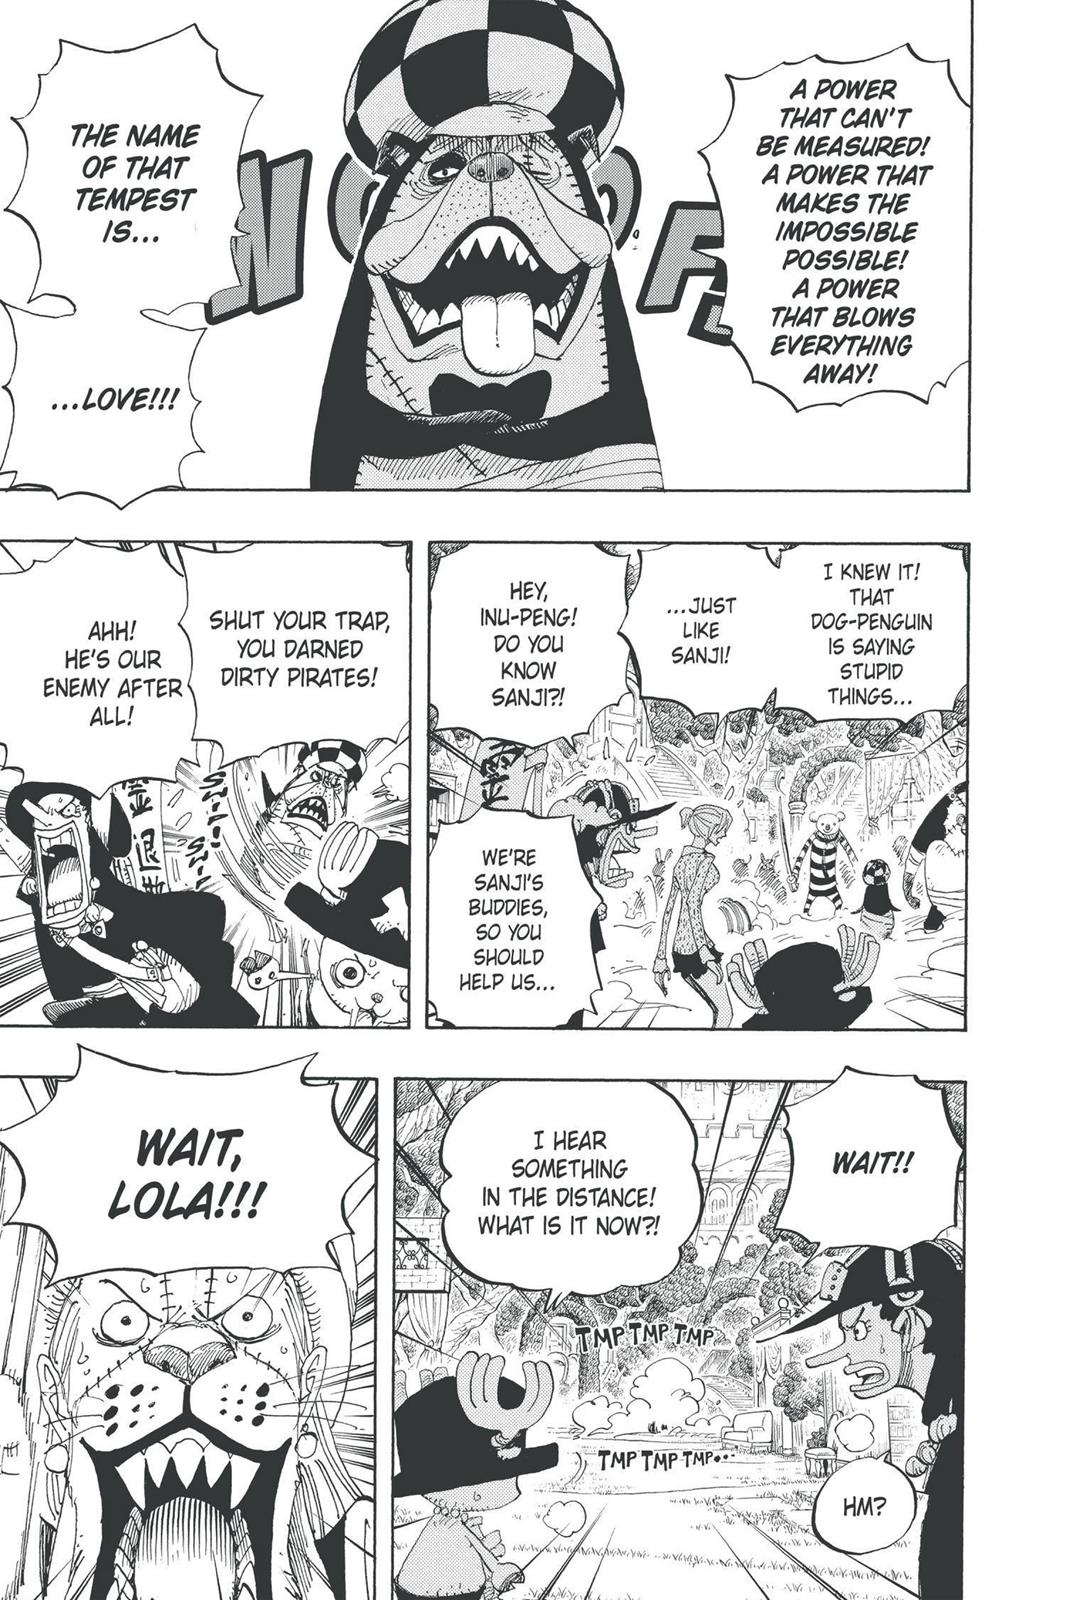 A POWER
THAT CAN'T
BE MEASURED!
A POWER THAT
MAKES THE
IMPOSSIBLE
POSSIBLE!
A POWER
THAT BLOWS
EVERYTHING
AWAY!
THE NAME
OF THAT
TEMPEST
IS...
...LOVE!!!
I KNEW IT!
THAT
DOG-PENGUIN
IS SAYING
STUPID
THINGS...
...JUST
LIKE
SANJI!
HEY,
INU-PENG!
DO YOU
KNOW
SANJI?!
WE'RE
SANJI'S
BUDDIES,
SO YOU
SHOULD
HELP US...
SHUT YOUR TRAP,
YOU DARNED
DIRTY PIRATES!
AHH!
HE'S OUR
ENEMY AFTER
ALL!
WAIT!!
I HEAR
SOMETHING
IN THE DISTANCE!
WHAT IS IT NOW?!
TMP TMP TMP
TMP TMP TMP...
HM?
WAIT,
LOLA!!!